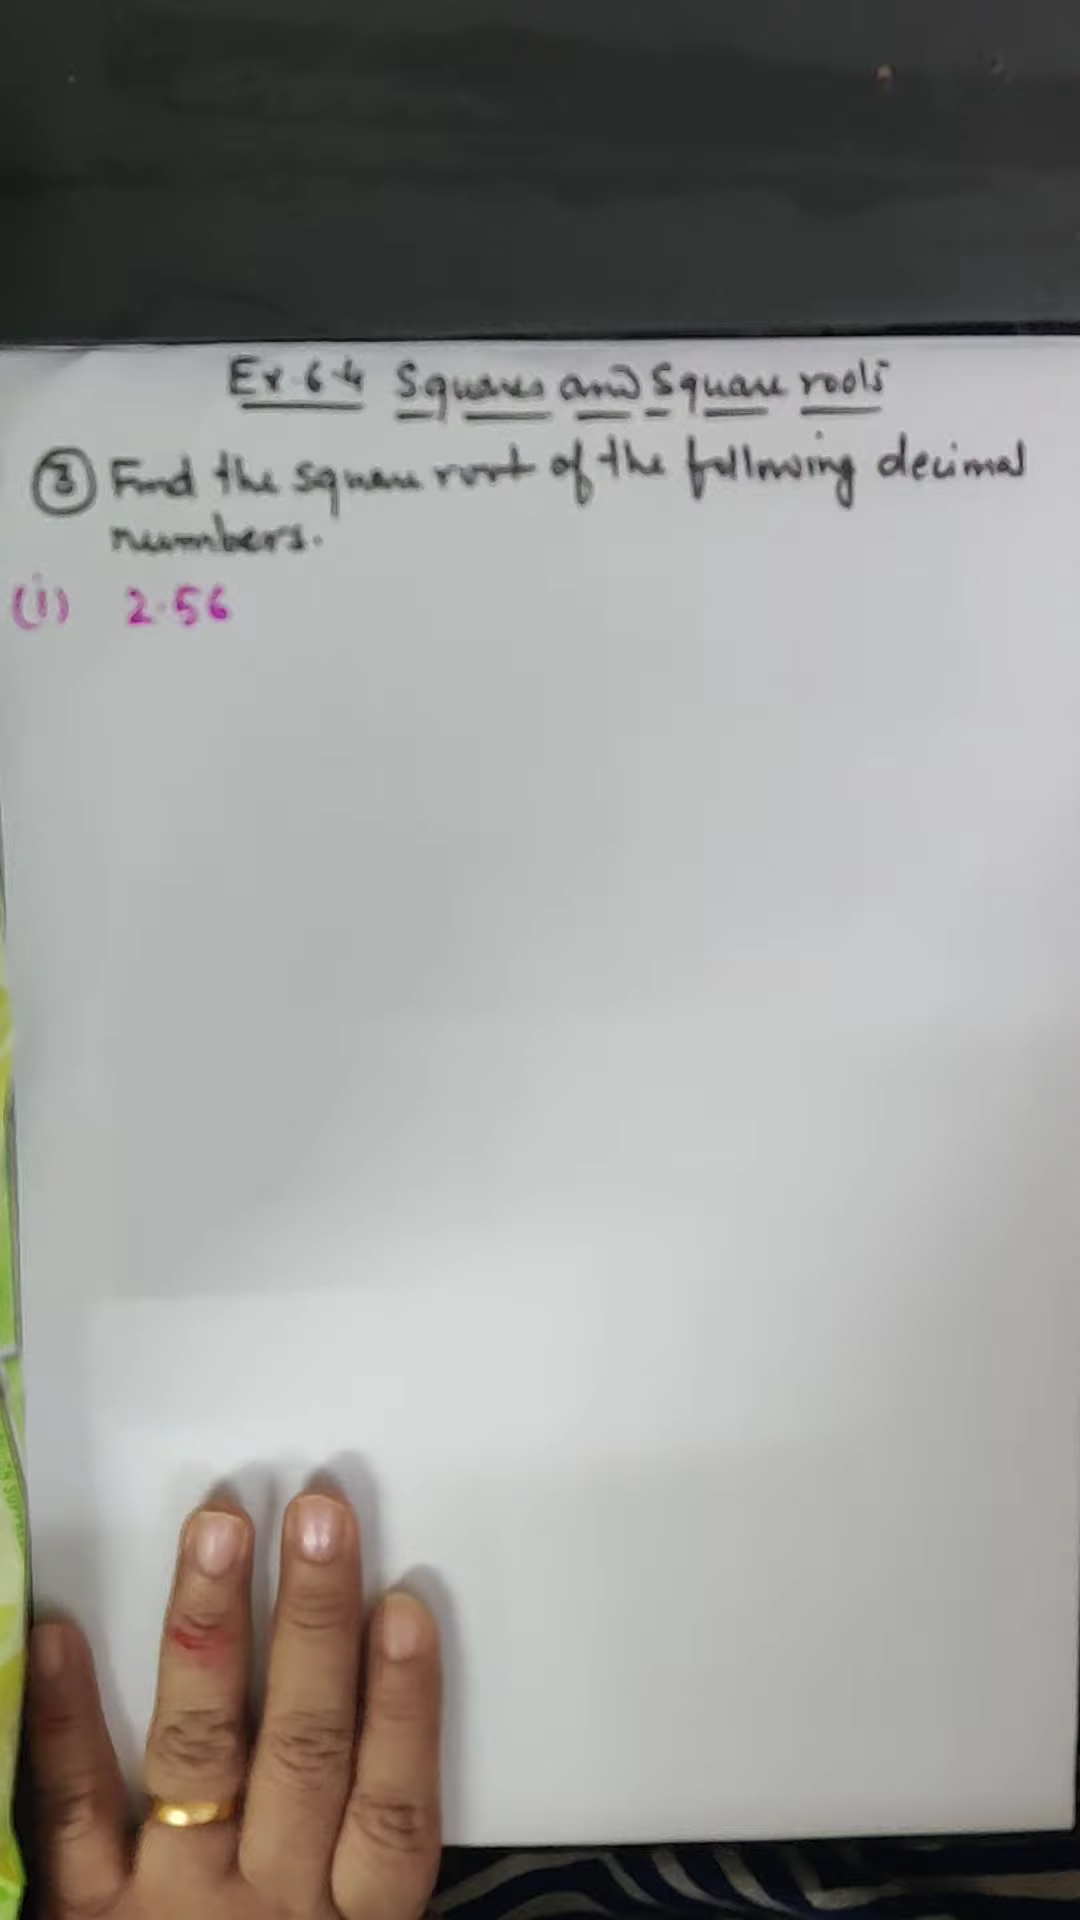 Ex.6.4 Squares and Square roots
③ Find the square root of the following decimal
numbers.
(i) 2.56